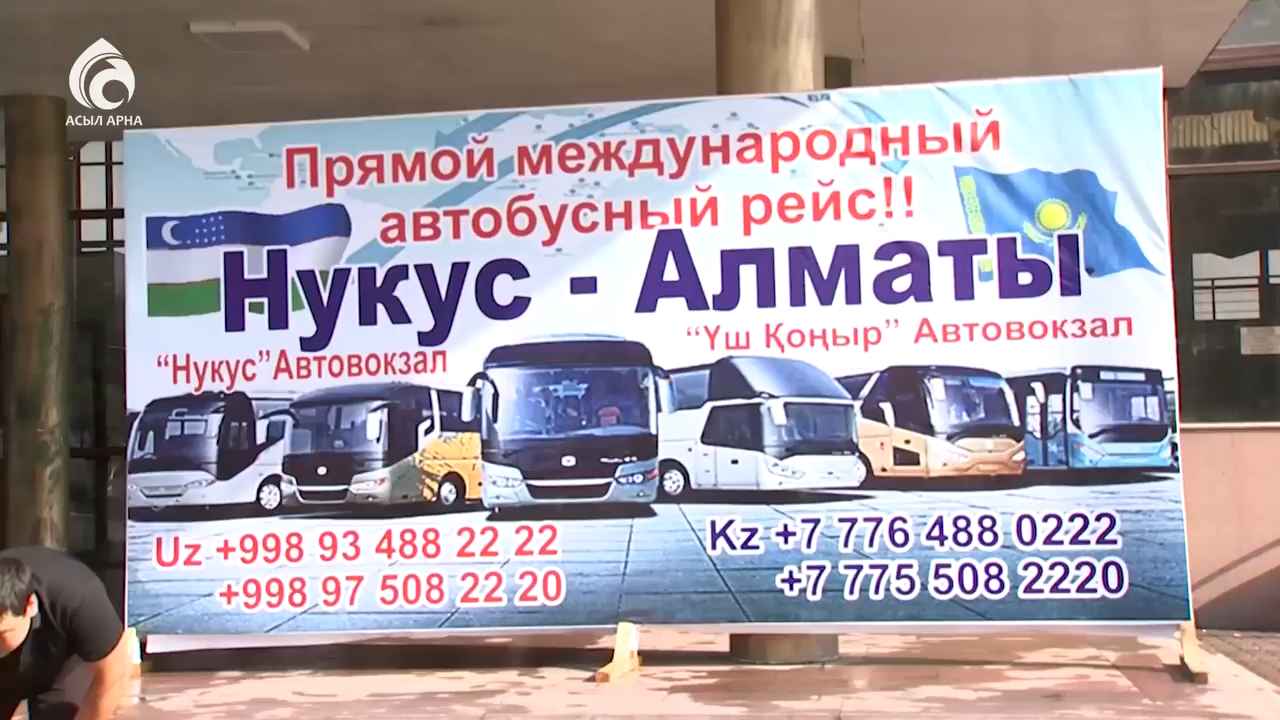 АСЫЛ АРНА
Прямой международный
автобусный рейс!!
Нукус - Алматы
“Нукус”Автовокзал
“Үш Қоңыр” Автовокзал
Uz +998 93 488 22 22
+998 97 508 22 20
Kz +7 776 488 0222
+7 775 508 2220